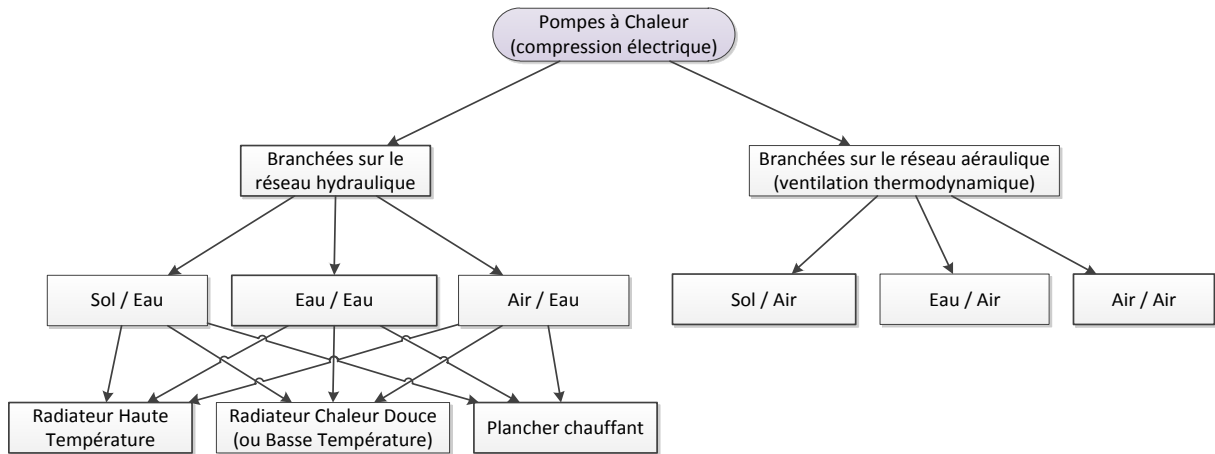 Pompes à Chaleur
(compression électrique)
Branchées sur le
réseau hydraulique
Branchées sur le réseau aéraulique
(ventilation thermodynamique)
Sol / Eau
Eau / Eau
Air / Eau
Sol / Air
Eau / Air
Air / Air
Radiateur Haute
Température
Radiateur Chaleur Douce
(ou Basse Température)
Plancher chauffant